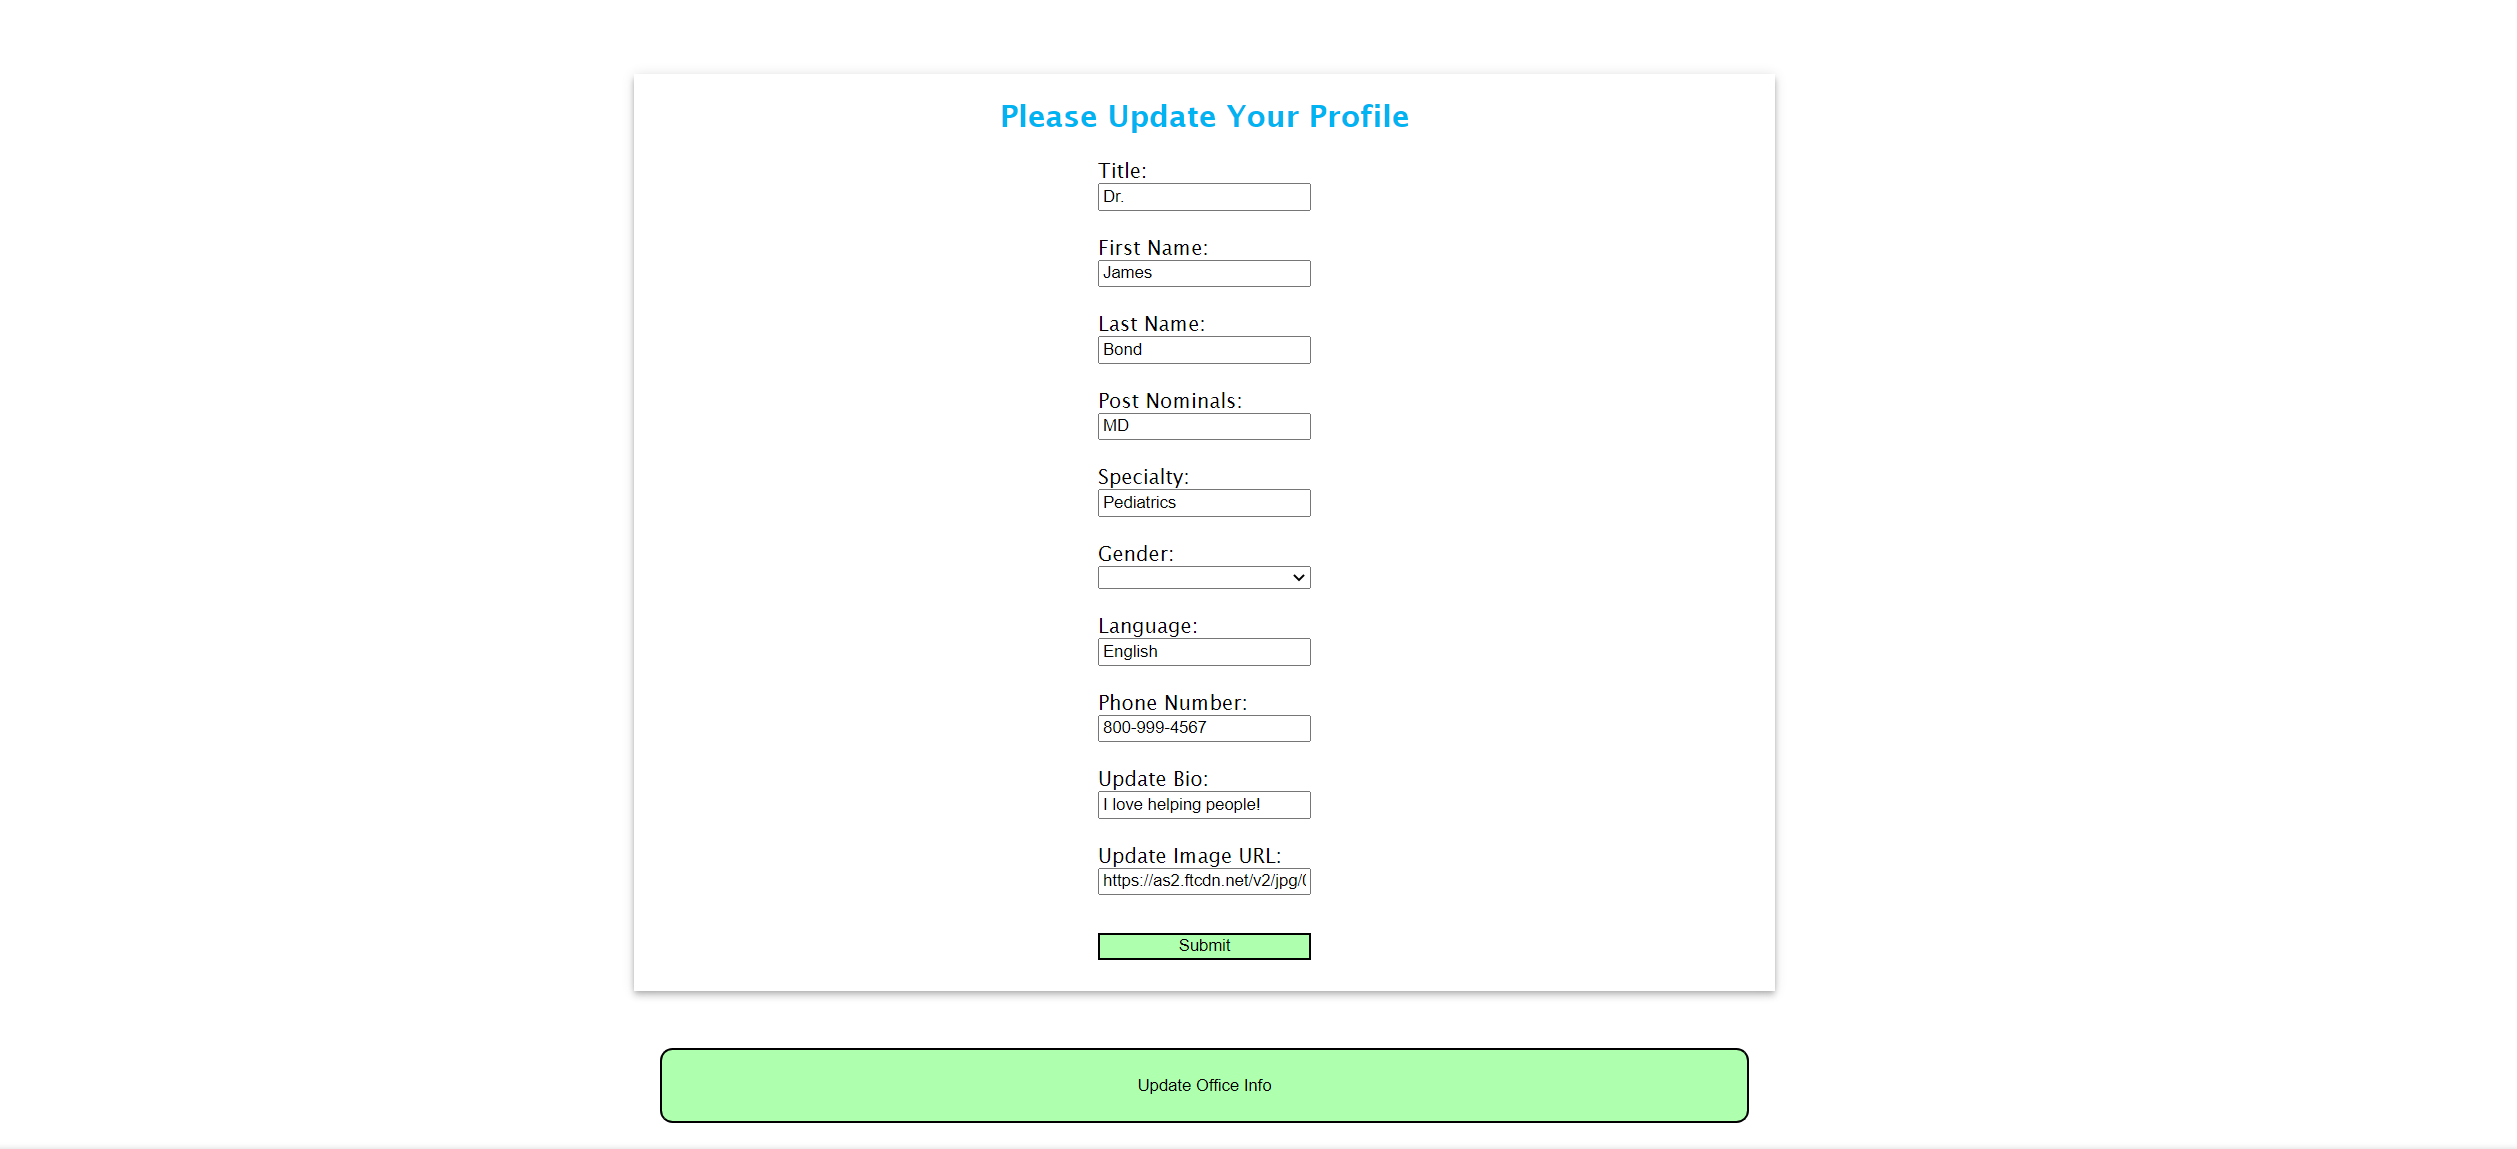 Please Update Your Profile
Title:
Dr.
First Name:
James
Last Name:
Bond
Post Nominals:
MD
Specialty:
Pediatrics
Gender:
Language:
English
Phone Number:
800-999-4567
Update Bio:
I love helping people!
Update Image URL:
https://as2.ftcdn.net/v2/jpg/
Submit
Update Office Info